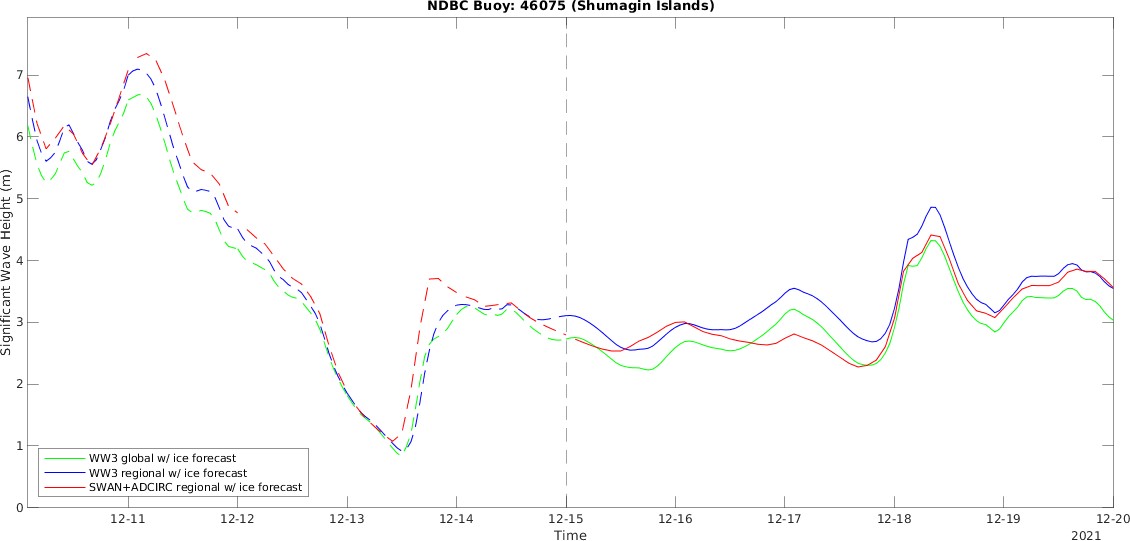 NDBC Buoy: 46075 (Shumagin Islands)
Significant Wave Height (m)
7
6
5
4
3
2
1
0
WW3 global w/ ice forecast
WW3 regional w/ ice forecast
SWAN+ADCIRC regional w/ ice forecast
12-11 12-12 12-13 12-14 12-15 12-16 12-17 12-18 12-19 12-20
Time
2021